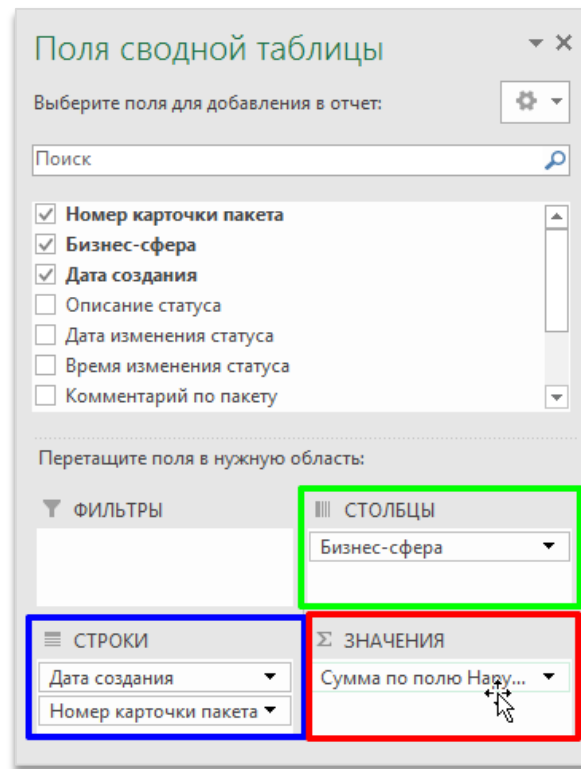 Поля сводной таблицы
Выберите поля для добавления в отчет:
Поиск
Номер карточки пакета
Бизнес-сфера
Дата создания
Описание статуса
Дата изменения статуса
Время изменения статуса
Комментарий по пакету
Перетащите поля в нужную область:
ФИЛЬТРЫ
СТОЛБЦЫ
Бизнес-сфера
СТРОКИ
Σ ЗНАЧЕНИЯ
Дата создания
Сумма по полю Нару...
Номер карточки пакета